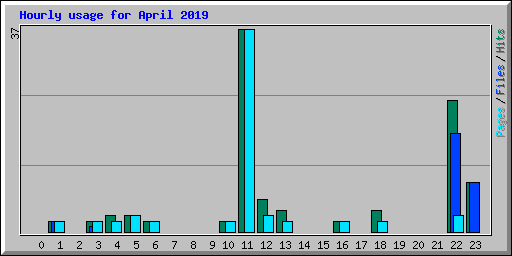 Hourly usage for April 2019
37
Pages/Files/Hits
0 1 2 3 4 5 6 7 8 9 10 11 12 13 14 15 16 17 18 19 20 21 22 23